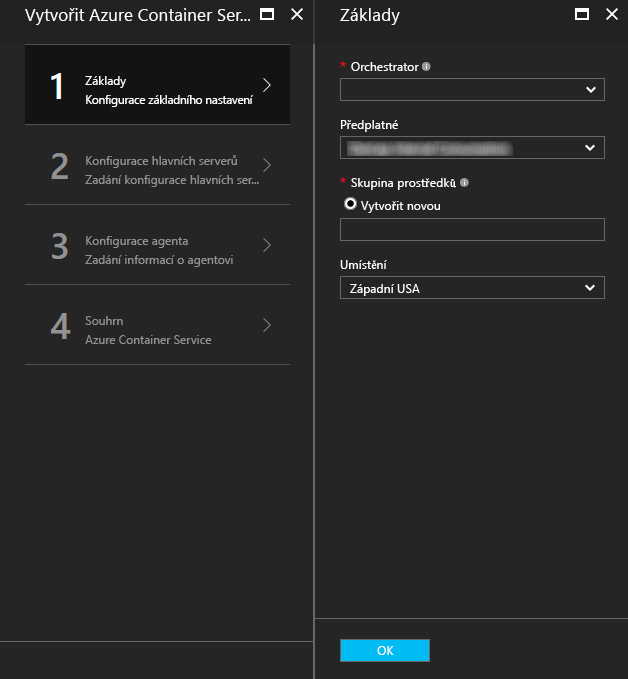 Vytvořit Azure Container Ser...
1
Základy
Konfigurace základního nastavení
2
Konfigurace hlavních serverů
Zadání konfigurace hlavních ser...
3
Konfigurace agenta
Zadání informací o agentovi
4
Souhrn
Azure Container Service
Základy
* Orchestrator
Předplatné
* Skupina prostředků
Vytvořit novou
Umístění
Západní USA
OK